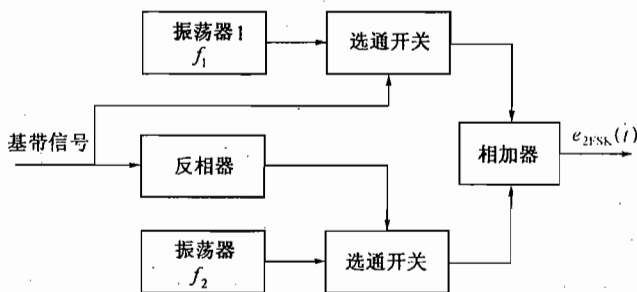 振荡器1
f₁
选通开关
基带信号
反相器
相加器
e₂FSK(t)
振荡器
f₂
选通开关